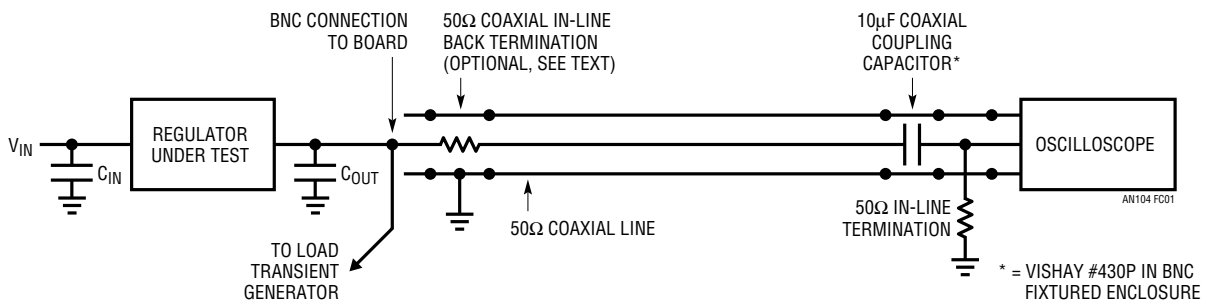 BNC CONNECTION
TO BOARD
50Ω COAXIAL IN-LINE
BACK TERMINATION
(OPTIONAL, SEE TEXT)
10µF COAXIAL
COUPLING
CAPACITOR*
VIN
CIN
REGULATOR
UNDER TEST
COUT
OSCILLOSCOPE
AN104 FC01
50Ω COAXIAL LINE
50Ω IN-LINE
TERMINATION
TO LOAD
TRANSIENT
GENERATOR
* = VISHAY #430P IN BNC
FIXTURED ENCLOSURE